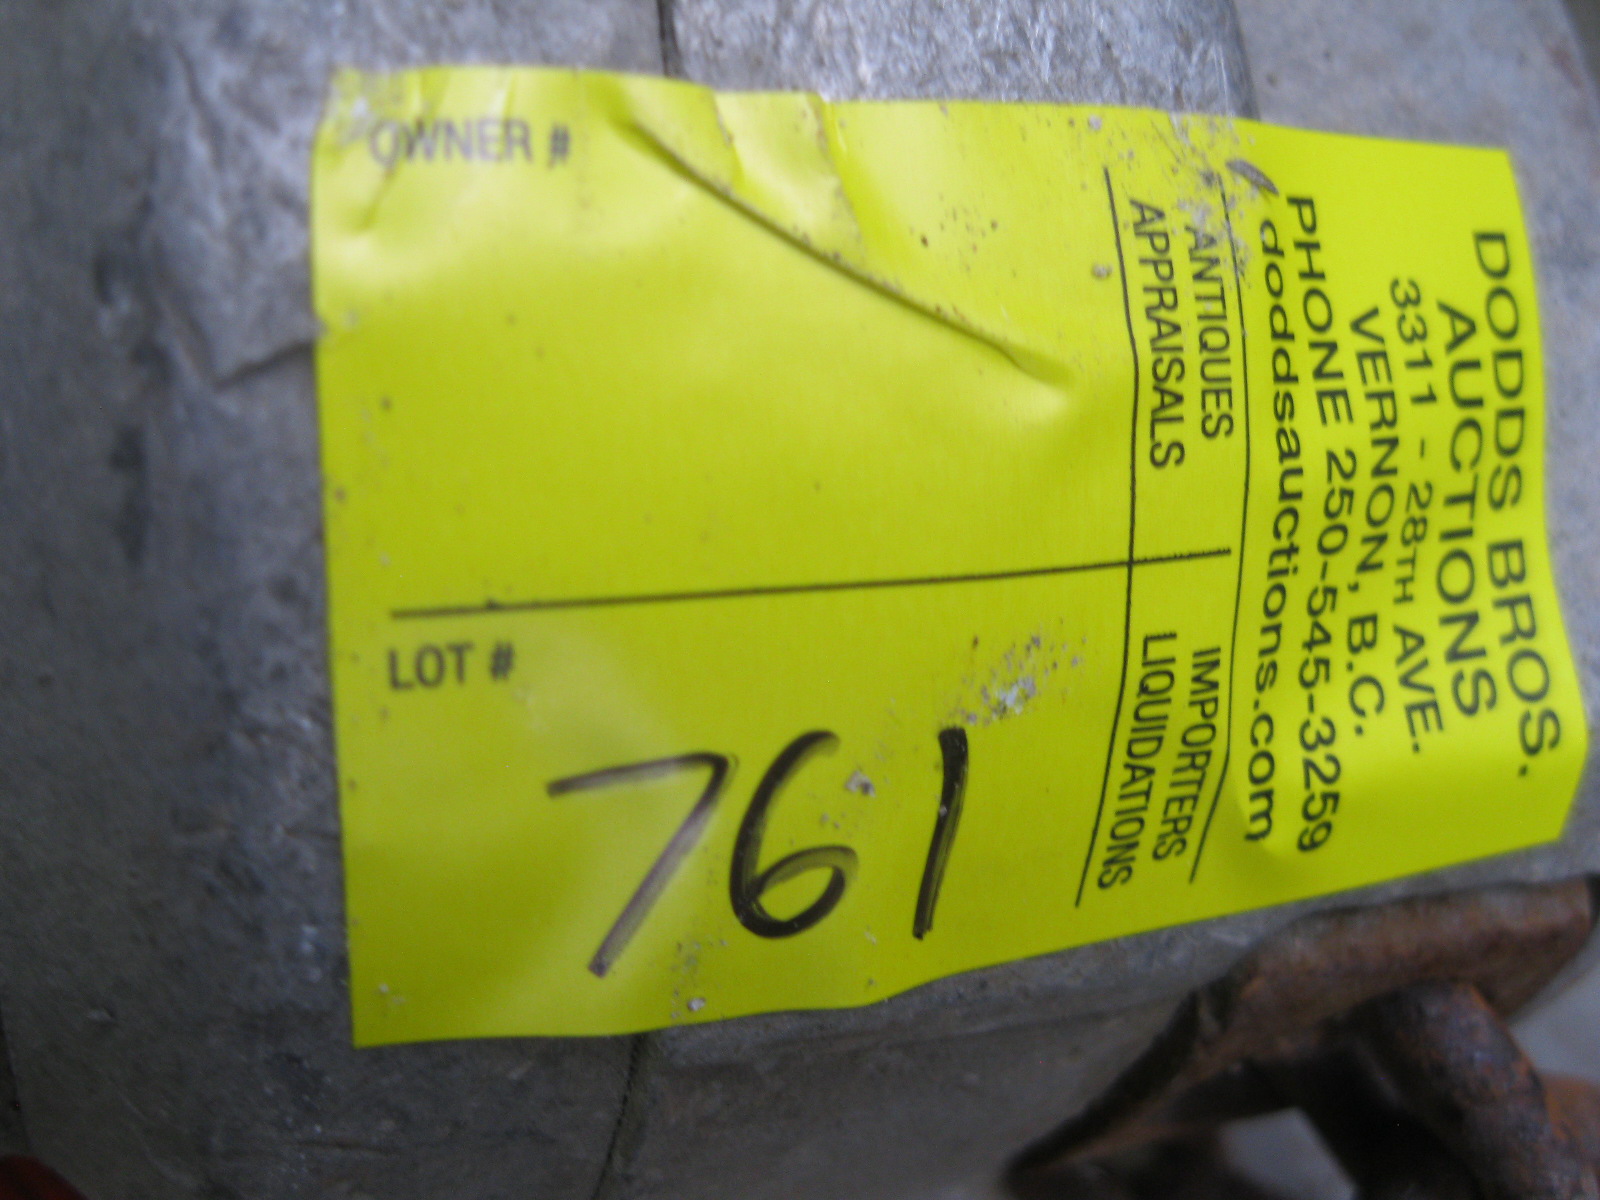 DODDS BROS.
AUCTIONS
3311 - 28TH AVE.
VERNON, B.C.
PHONE 250-545-3259
doddsauctions.com
ANTIQUES
APPRAISALS
IMPORTERS
LIQUIDATIONS
OWNER #
LOT #
761